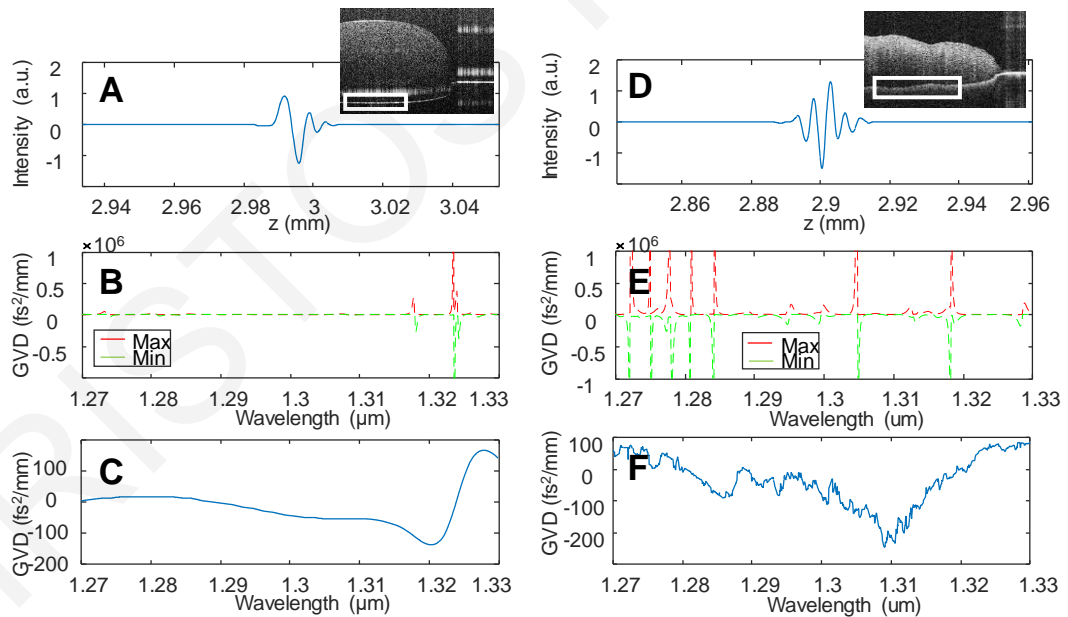 A
Intensity (a.u.)
2
1
0
-1
2.94 2.96 2.98 3 3.02 3.04
z (mm)
D
Intensity (a.u.)
2
1
0
-1
2.86 2.88 2.9 2.92 2.94 2.96
z (mm)
B
×10⁶
GVD (fs²/mm)
1
0.5
0
-0.5
Max
Min
1.27 1.28 1.29 1.3 1.31 1.32 1.33
Wavelength (µm)
E
×10⁶
GVD (fs²/mm)
1
0.5
0
-0.5
-1
Max
Min
1.27 1.28 1.29 1.3 1.31 1.32 1.33
Wavelength (um)
C
GVD (fs²/mm)
100
0
-100
-200
1.27 1.28 1.29 1.3 1.31 1.32 1.33
Wavelength (µm)
F
GVD (fs²/mm)
100
0
-100
-200
1.27 1.28 1.29 1.3 1.31 1.32 1.33
Wavelength (um)
RISTOS